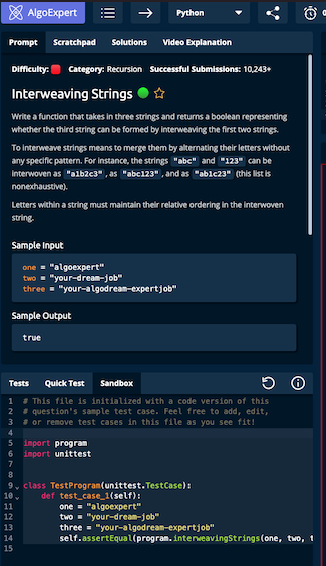 AlgoExpert
Python
Prompt Scratchpad Solutions Video Explanation
Difficulty: Category: Recursion Successful Submissions: 10,243+
Interweaving Strings
Write a function that takes in three strings and returns a boolean representing
whether the third string can be formed by interweaving the first two strings.
To interweave strings means to merge them by alternating their letters without
any specific pattern. For instance, the strings "abc" and "123" can be
interwoven as "a1b2c3", as "abc123", and as "ab1c23" (this list is
nonexhaustive).
Letters within a string must maintain their relative ordering in the interwoven
string.
Sample Input
one = "algoexpert"
two = "your-dream-job"
three = "your-algodream-expertjob"
Sample Output
true
Tests Quick Test Sandbox
1 # This file is initialized with a code version of this
2 # question's sample test case. Feel free to add, edit,
3 # or remove test cases in this file as you see fit!
4
5 import program
6 import unittest
7
8
9 class TestProgram(unittest.TestCase):
10 def test_case_1(self):
11 one = "algoexpert"
12 two = "your-dream-job"
13 three = "your-algodream-expertjob"
14 self.assertEqual(program.interweavingStrings(one, two, t
15